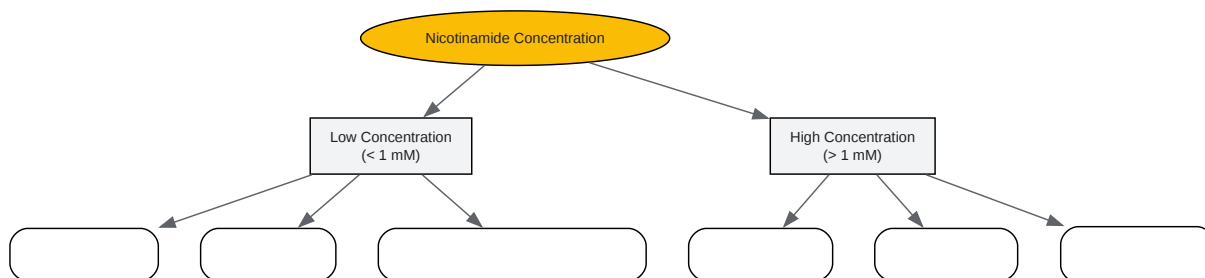 Nicotinamide Concentration
Low Concentration
(< 1 mM)
High Concentration
(> 1 mM)